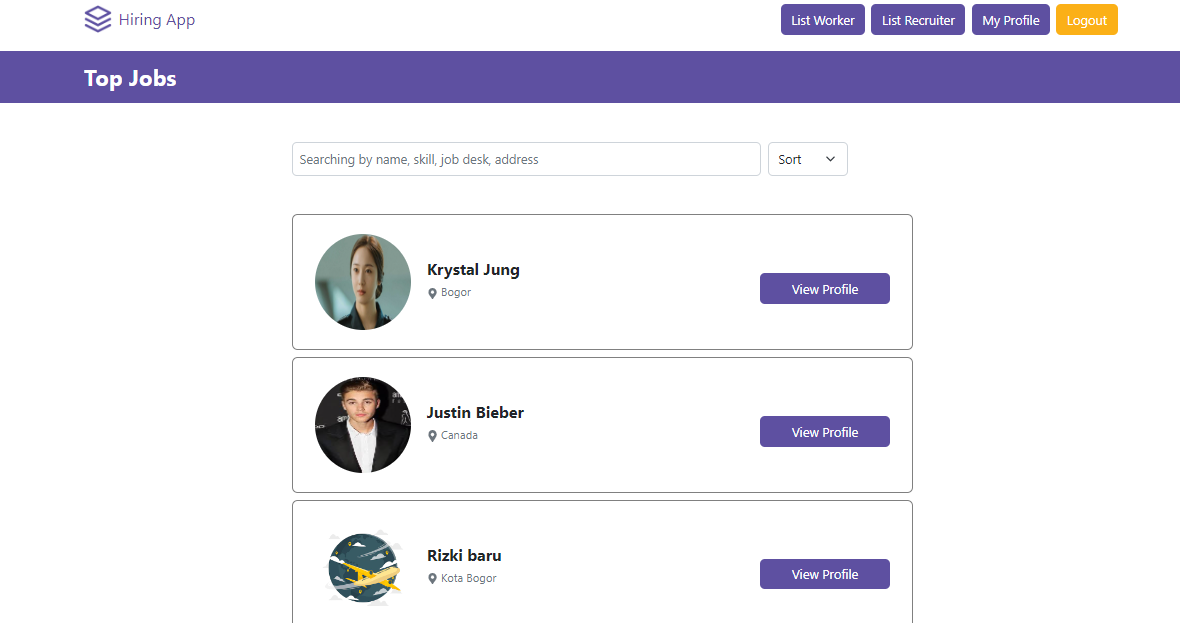 Hiring App
List Worker
List Recruiter
My Profile
Logout
Top Jobs
Searching by name, skill, job desk, address
Sort
Krystal Jung
Bogor
View Profile
Justin Bieber
Canada
View Profile
Rizki baru
Kota Bogor
View Profile